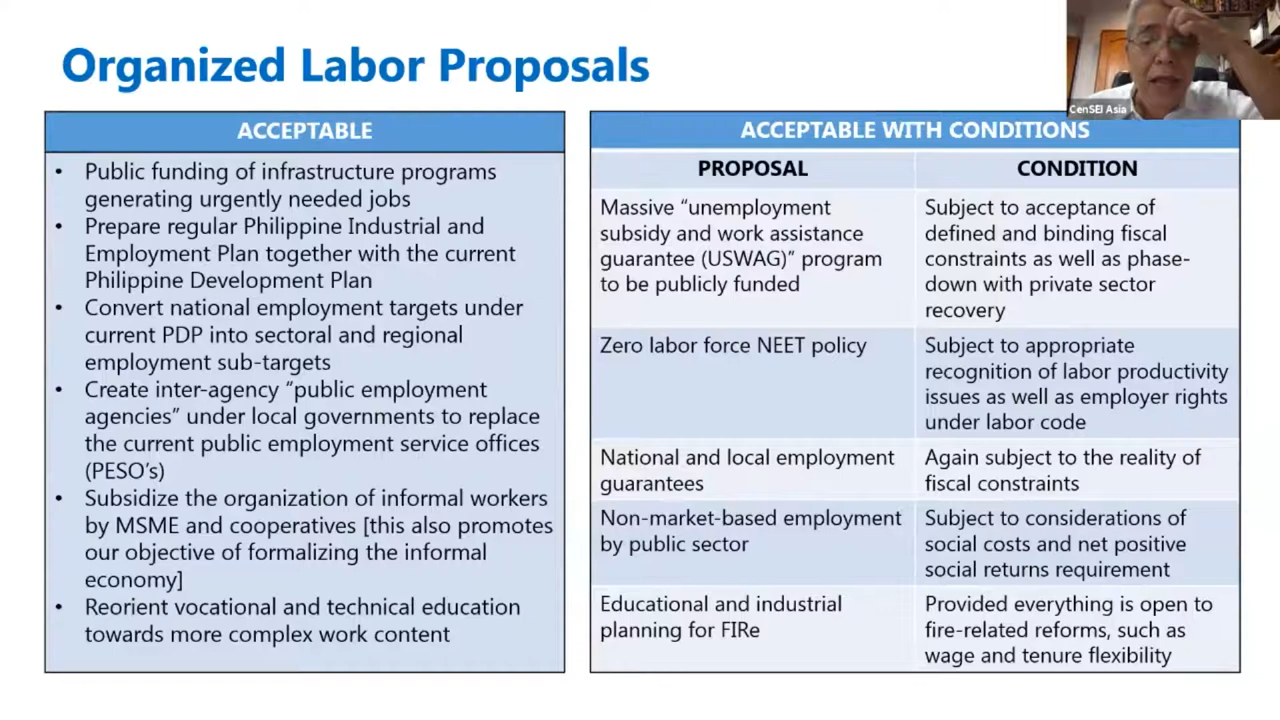 Organized Labor Proposals
CenSEI Asia
ACCEPTABLE
• Public funding of infrastructure programs
generating urgently needed jobs
• Prepare regular Philippine Industrial and
Employment Plan together with the current
Philippine Development Plan
• Convert national employment targets under
current PDP into sectoral and regional
employment sub-targets
• Create inter-agency “public employment
agencies” under local governments to replace
the current public employment service offices
(PESO’s)
• Subsidize the organization of informal workers
by MSME and cooperatives [this also promotes
our objective of formalizing the informal
economy]
• Reorient vocational and technical education
towards more complex work content
ACCEPTABLE WITH CONDITIONS
PROPOSAL
CONDITION
Massive “unemployment
subsidy and work assistance
guarantee (USWAG)” program
to be publicly funded
Subject to acceptance of
defined and binding fiscal
constraints as well as phase-
down with private sector
recovery
Zero labor force NEET policy
Subject to appropriate
recognition of labor productivity
issues as well as employer rights
under labor code
National and local employment
guarantees
Again subject to the reality of
fiscal constraints
Non-market-based employment
by public sector
Subject to considerations of
social costs and net positive
social returns requirement
Educational and industrial
planning for FIRe
Provided everything is open to
fire-related reforms, such as
wage and tenure flexibility